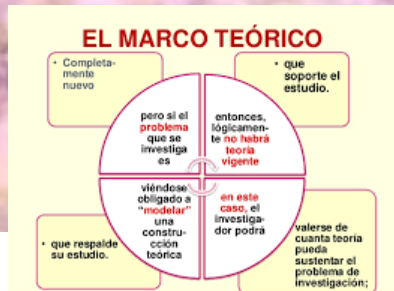 EL MARCO TEÓRICO
• Completa-
mente
nuevo
• que
soporte el
estudio.
pero si el
problema
que se
investiga
es
entonces,
lógicamen-
te no habrá
teoría
vigente
viéndose
obligado a
“modelar”
una
constru-
cción
teórica
en este
caso, el
investiga-
dor podrá
• que respalde
su estudio.
valerse de
cuanta teoría
pueda
sustentar el
problema de
investigación;